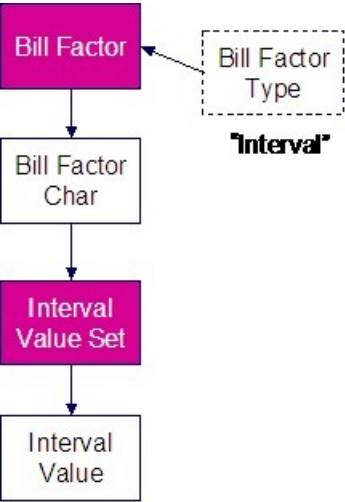 Bill Factor
Bill Factor
Type
"Interval"
Bill Factor
Char
Interval
Value Set
Interval
Value